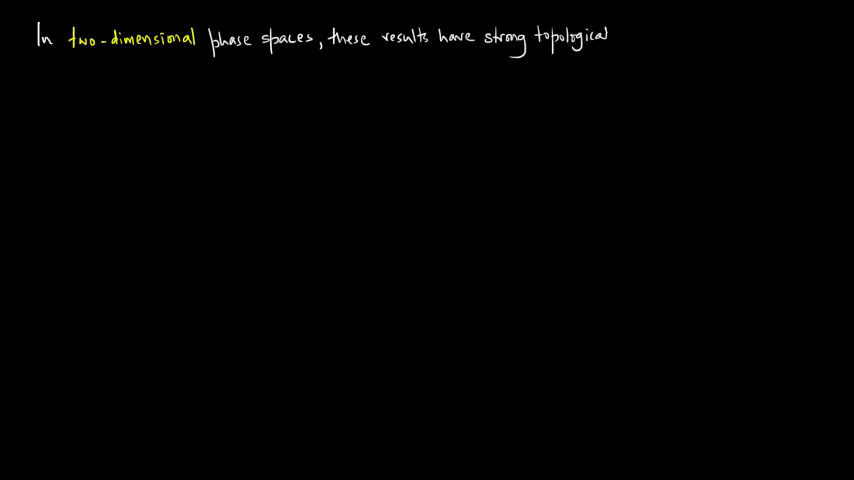 In two-dimensional phase spaces, these results have strong topological